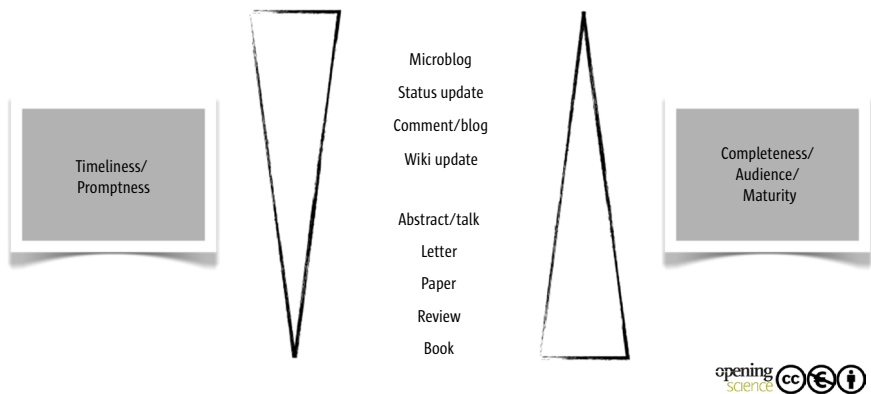 Timeliness/
Promptness
Microblog
Status update
Comment/blog
Wiki update
Abstract/talk
Letter
Paper
Review
Book
Completeness/
Audience/
Maturity
opening
science
cc